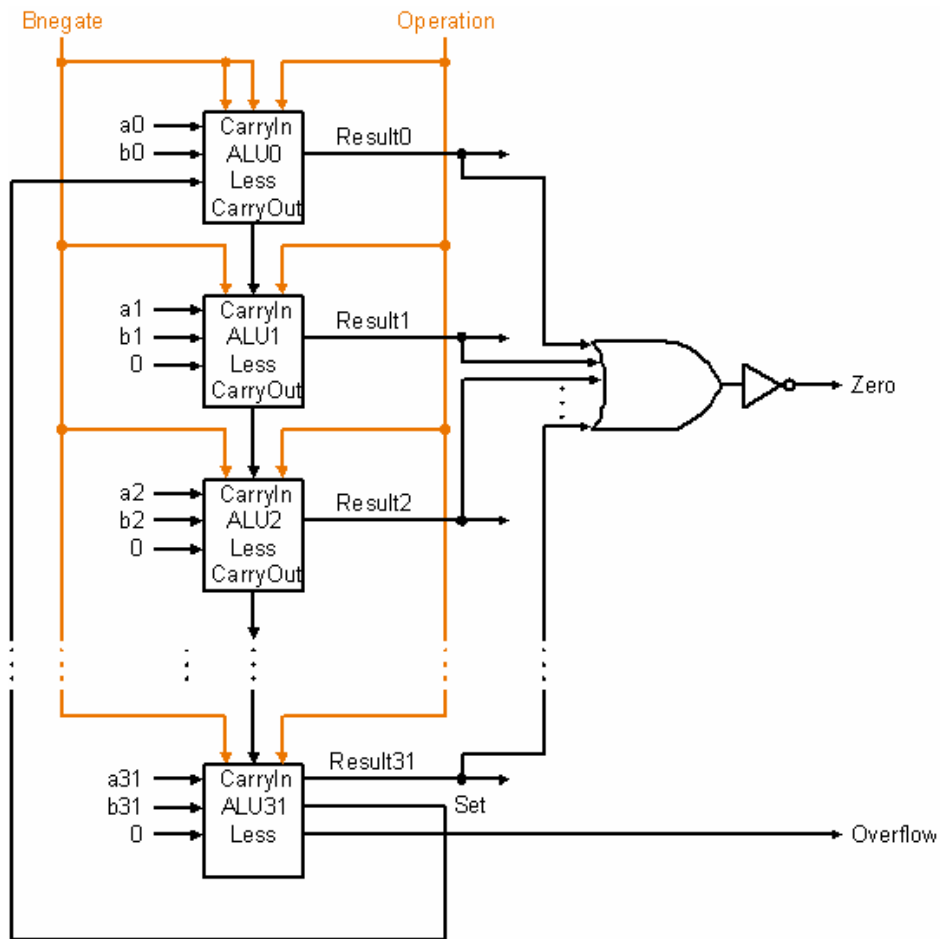 Bnegate Operation
a0 CarryIn Result0
b0 ALU0
Less
CarryOut
a1 CarryIn Result1
b1 ALU1
0 Less
CarryOut
Zero
a2 CarryIn Result2
b2 ALU2
0 Less
CarryOut
a31 CarryIn Result31
b31 ALU31 Set
0 Less Overflow